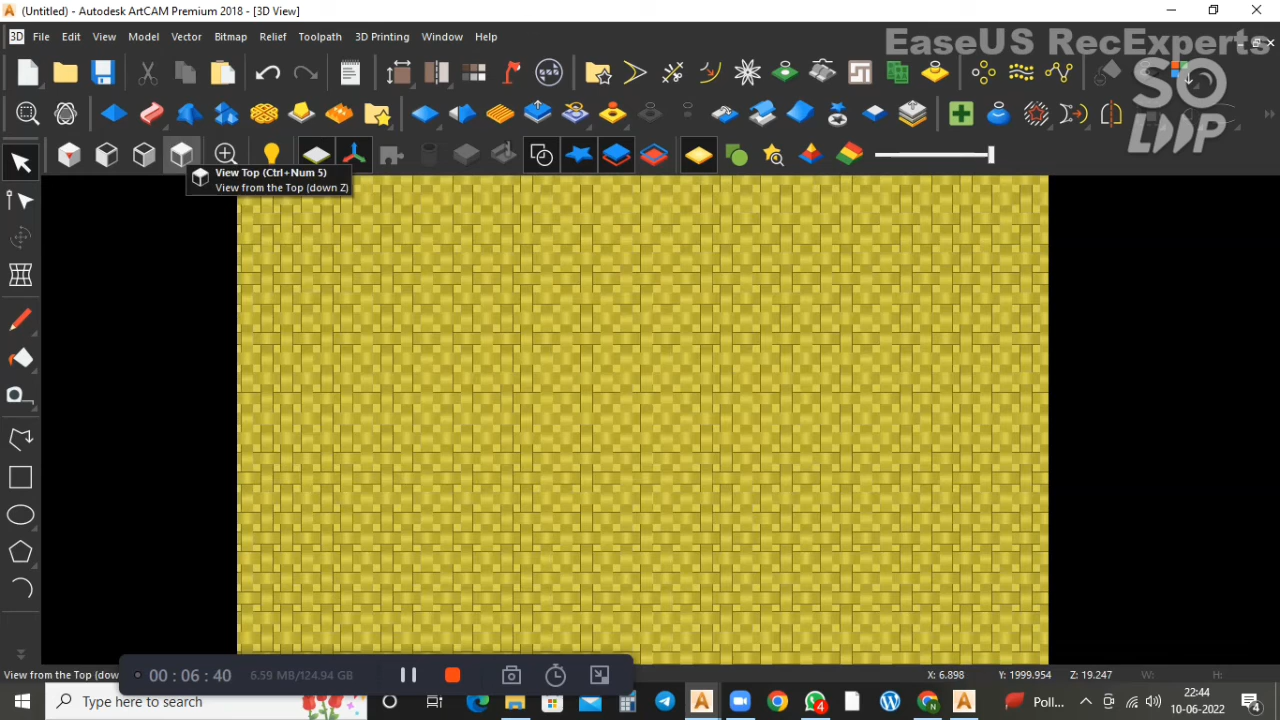 (Untitled) - Autodesk ArtCAM Premium 2018 - [3D View]
3D File Edit View Model Vector Bitmap Relief Toolpath 3D Printing Window Help
EaseUS RecExperts
SO
View Top (Ctrl+Num 5)
View from the Top (down Z)
View from the Top (dow
00 : 06 : 40 6.59 MB/124.94 GB
X: 6.898 Y: 1999.954 Z: 19.247 W: H:
Type here to search
4
Poll...
22:44
10-06-2022
4